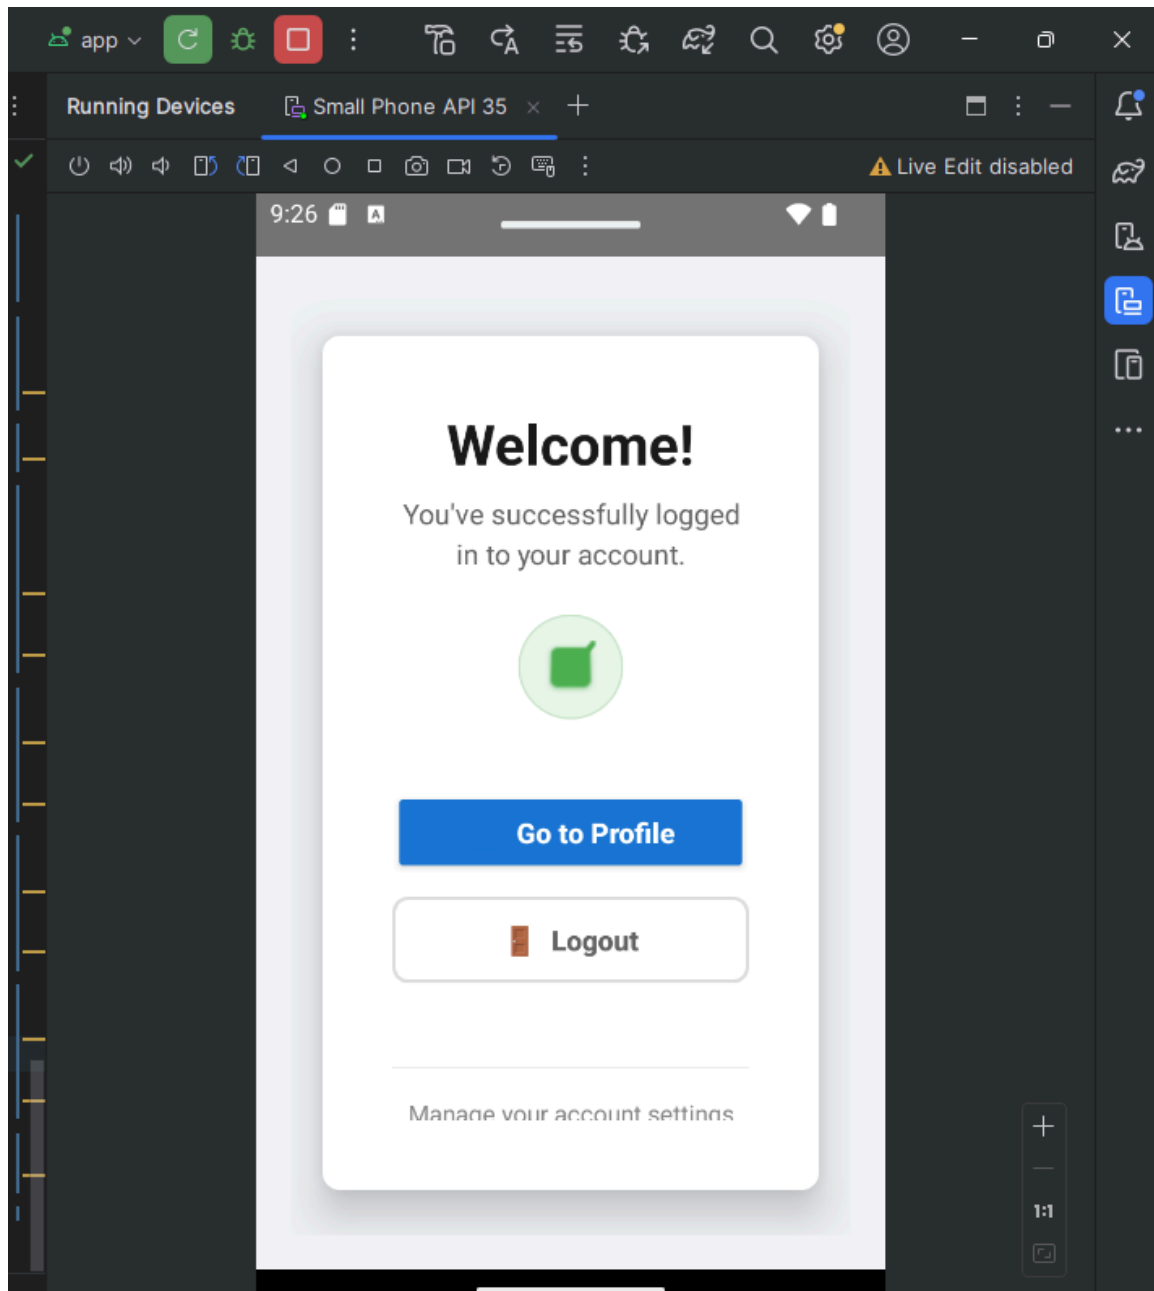 app
Running Devices
Small Phone API 35
Live Edit disabled
9:26
A
Welcome!
You've successfully logged
in to your account.
Go to Profile
Logout
Manage your account settings
1:1